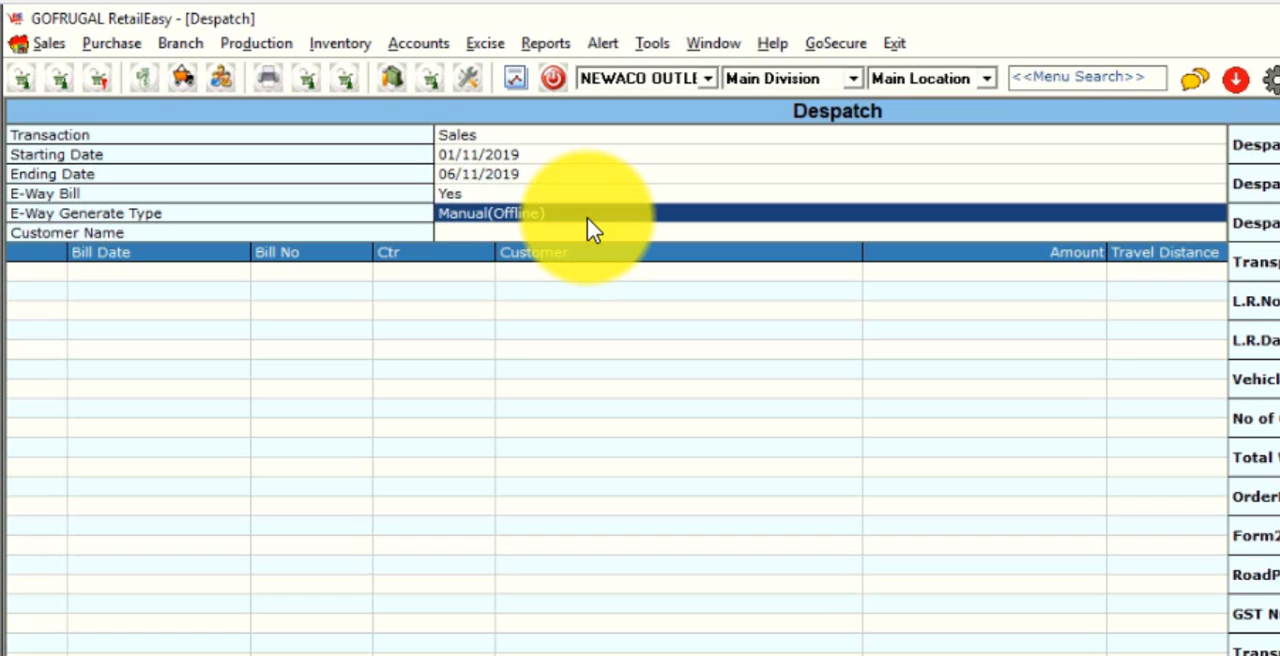 GOFRUGAL RetailEasy - [Despatch]
Sales Purchase Branch Production Inventory Accounts Excise Reports Alert Tools Window Help GoSecure Exit
NEWACO OUTLE Main Division Main Location <<Menu Search>>
Despatch
Transaction Sales
Starting Date 01/11/2019
Ending Date 06/11/2019
E-Way Bill Yes
E-Way Generate Type Manual(Offline)
Customer Name
Bill Date Bill No Ctr Customer Amount Travel Distance
Despa
Despa
Despa
Transp
L.R.No
L.R.Da
Vehicl
No of
Total
Order
Form2
RoadP
GST N
Trans